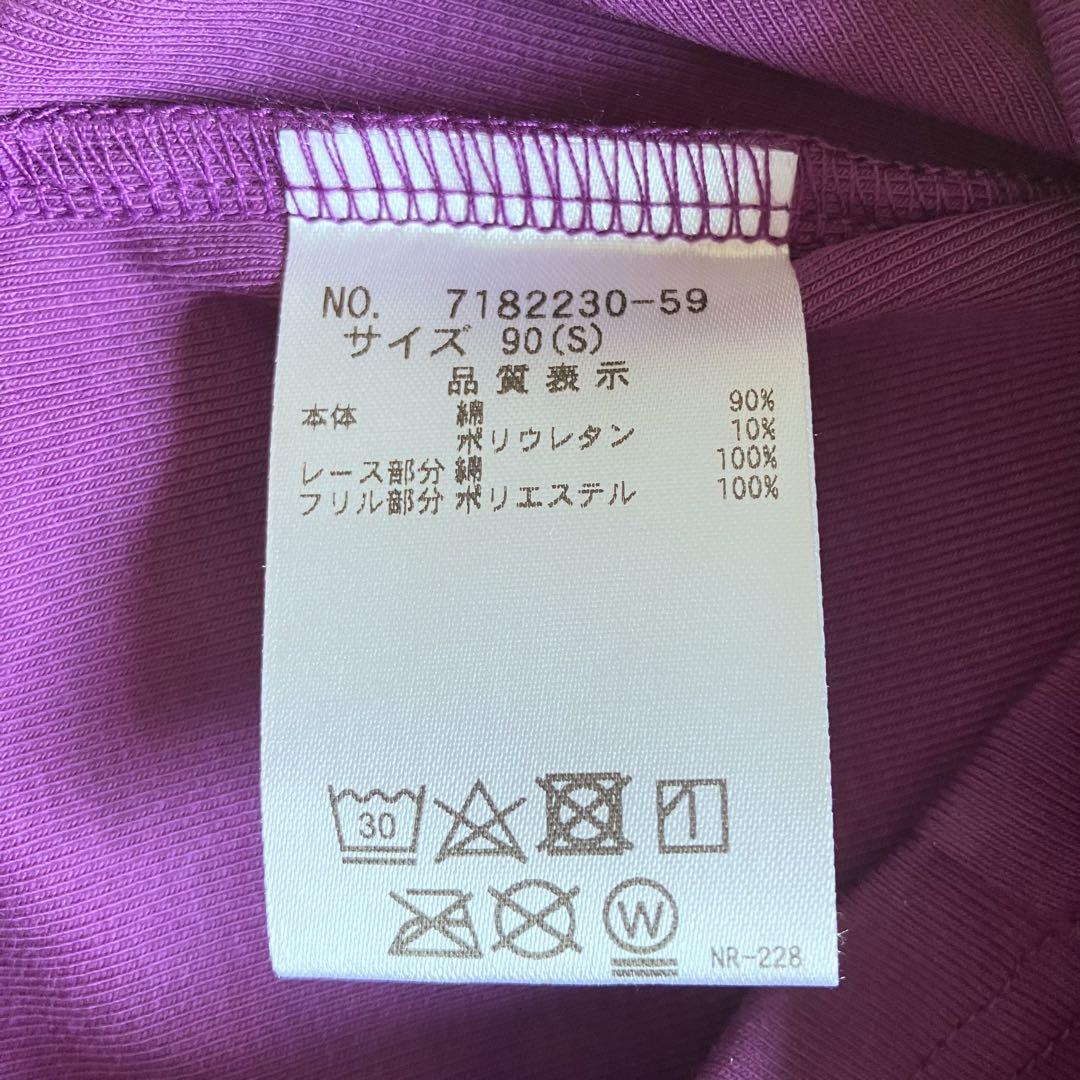 NO. 7182230-59
サイズ 90(S)
品質表示
本体 綿 90%
ポリウレタン 10%
レース部分 綿 100%
フリル部分 ポリエステル 100%
30
W
NR-228